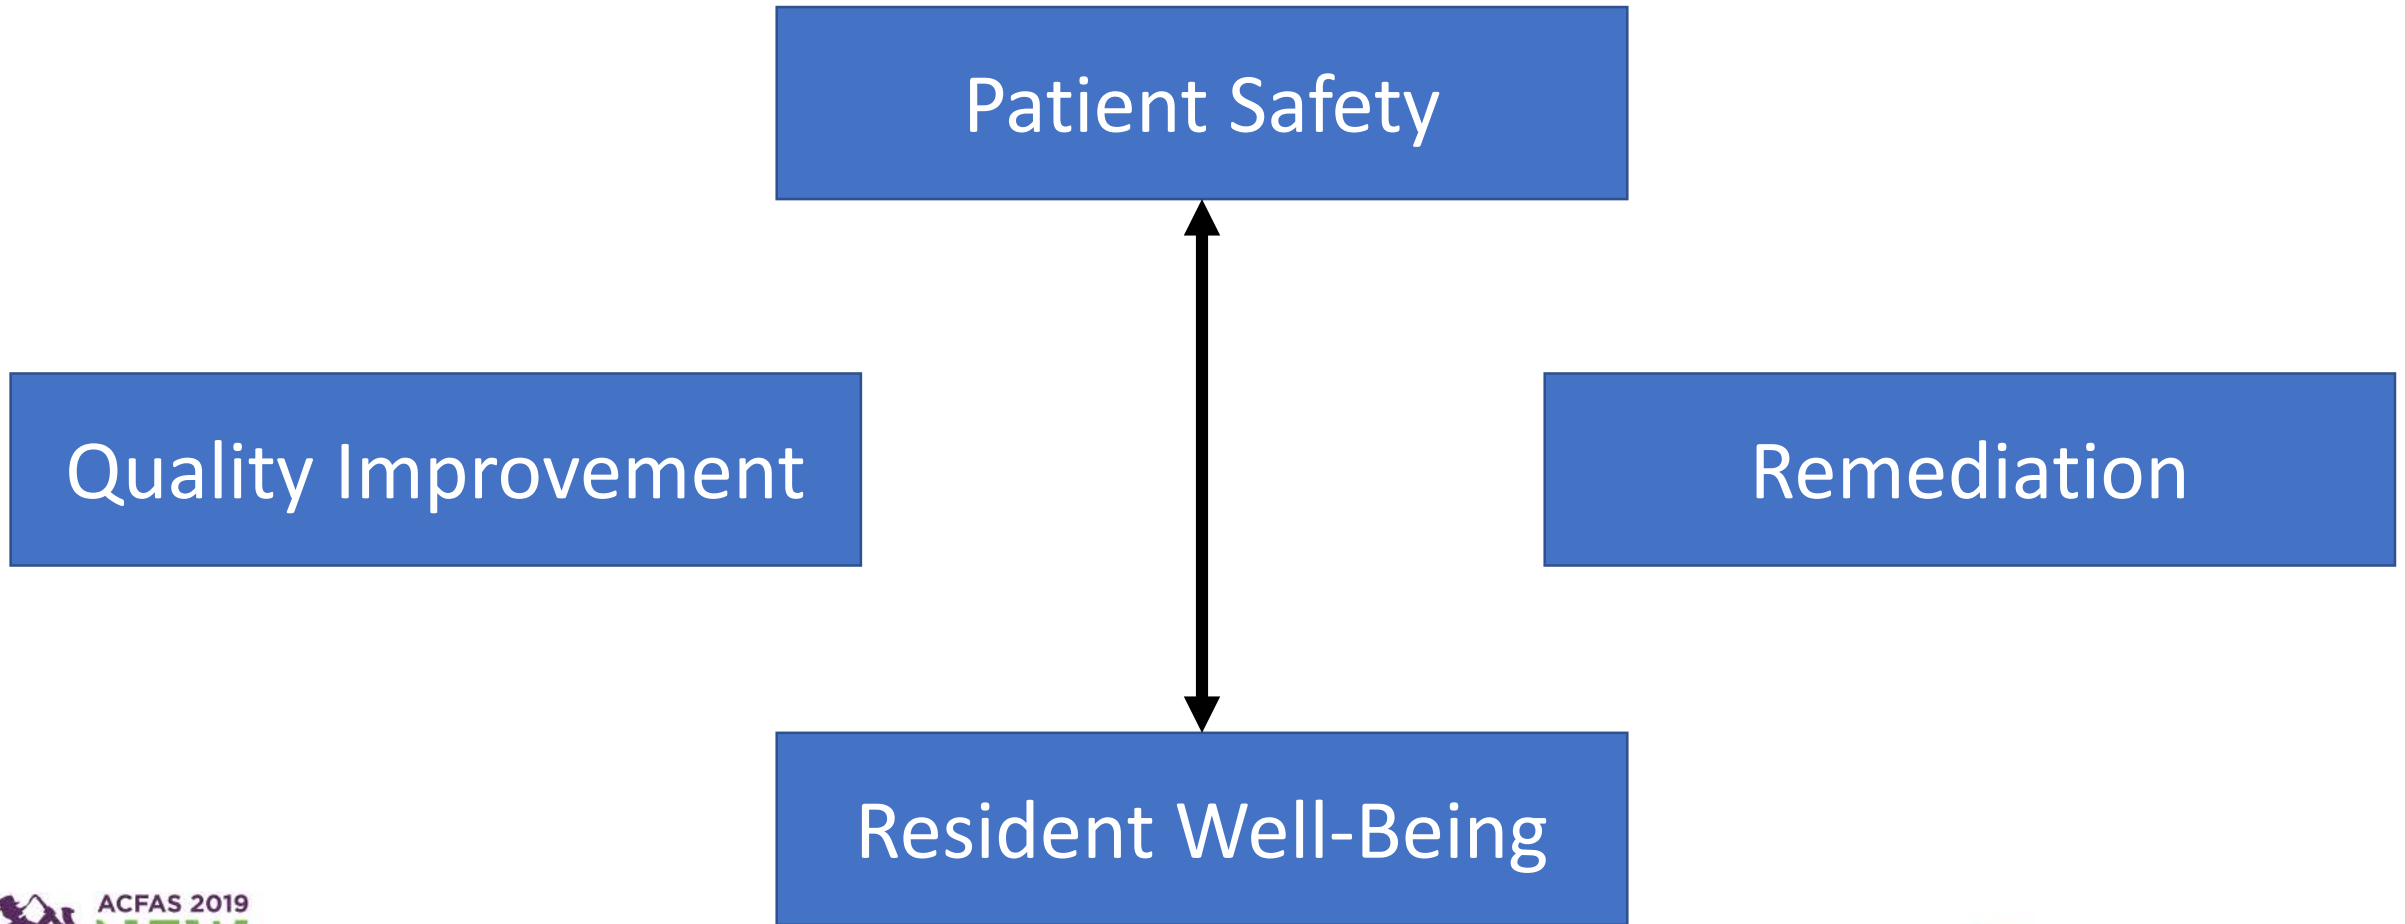 Patient Safety
Quality Improvement
Remediation
Resident Well-Being
ACFAS 2019